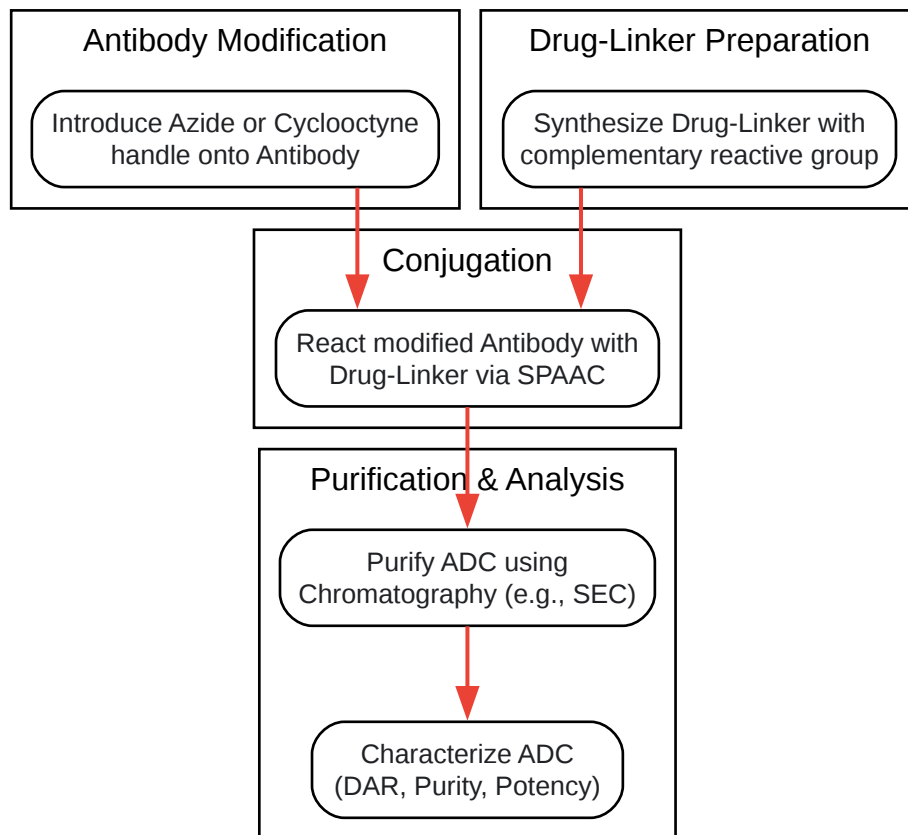 Antibody Modification
Introduce Azide or Cyclooctyne
handle onto Antibody
Drug-Linker Preparation
Synthesize Drug-Linker with
complementary reactive group
Conjugation
React modified Antibody with
Drug-Linker via SPAAC
Purification & Analysis
Purify ADC using
Chromatography (e.g., SEC)
Characterize ADC
(DAR, Purity, Potency)